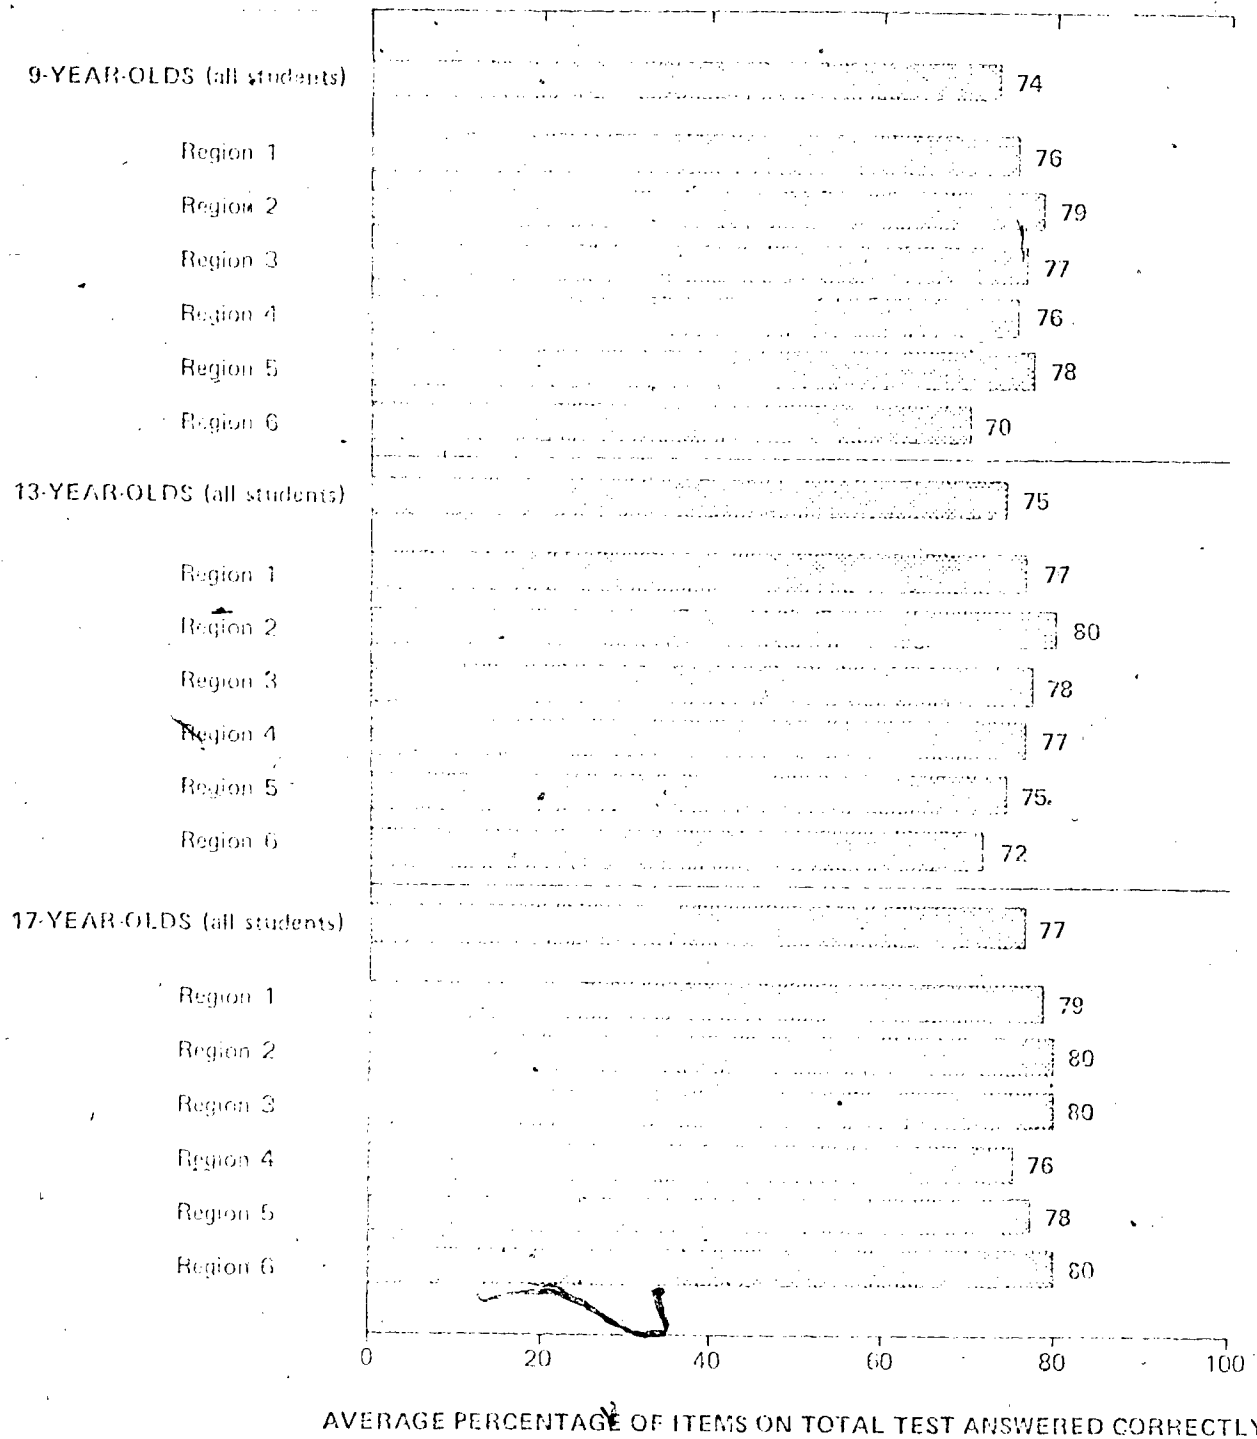 9-YEAR-OLDS (all students) 74
Region 1 76
Region 2 79
Region 3 77
Region 4 76
Region 5 78
Region 6 70
13-YEAR-OLDS (all students) 75
Region 1 77
Region 2 80
Region 3 78
Region 4 77
Region 5 75
Region 6 72
17-YEAR-OLDS (all students) 77
Region 1 79
Region 2 80
Region 3 80
Region 4 76
Region 5 78
Region 6 80
0 20 40 60 80 100
AVERAGE PERCENTAGE OF ITEMS ON TOTAL TEST ANSWERED CORRECTLY